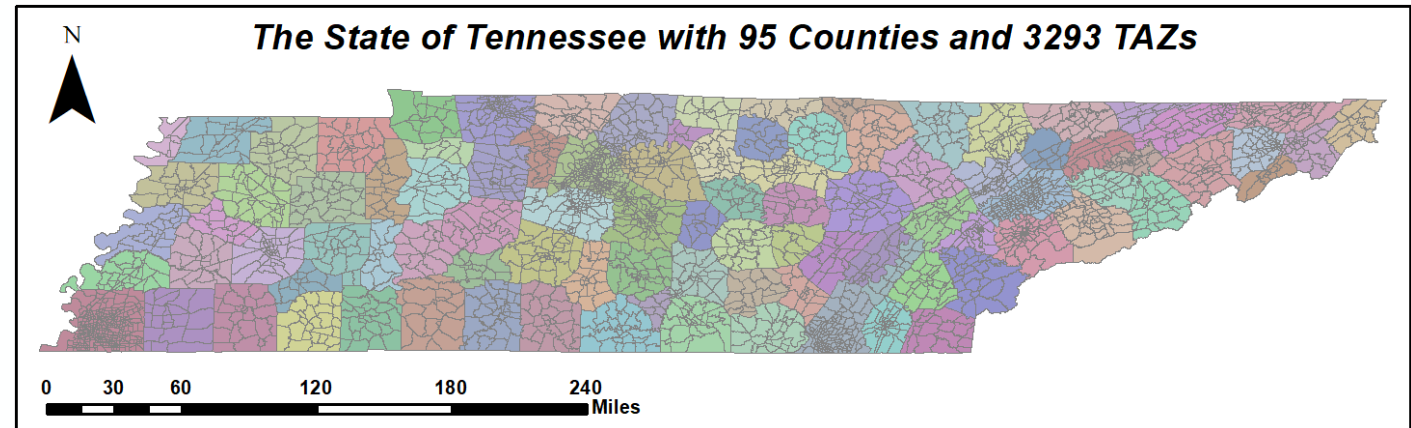 The State of Tennessee with 95 Counties and 3293 TAZs
N
0 30 60 120 180 240
Miles